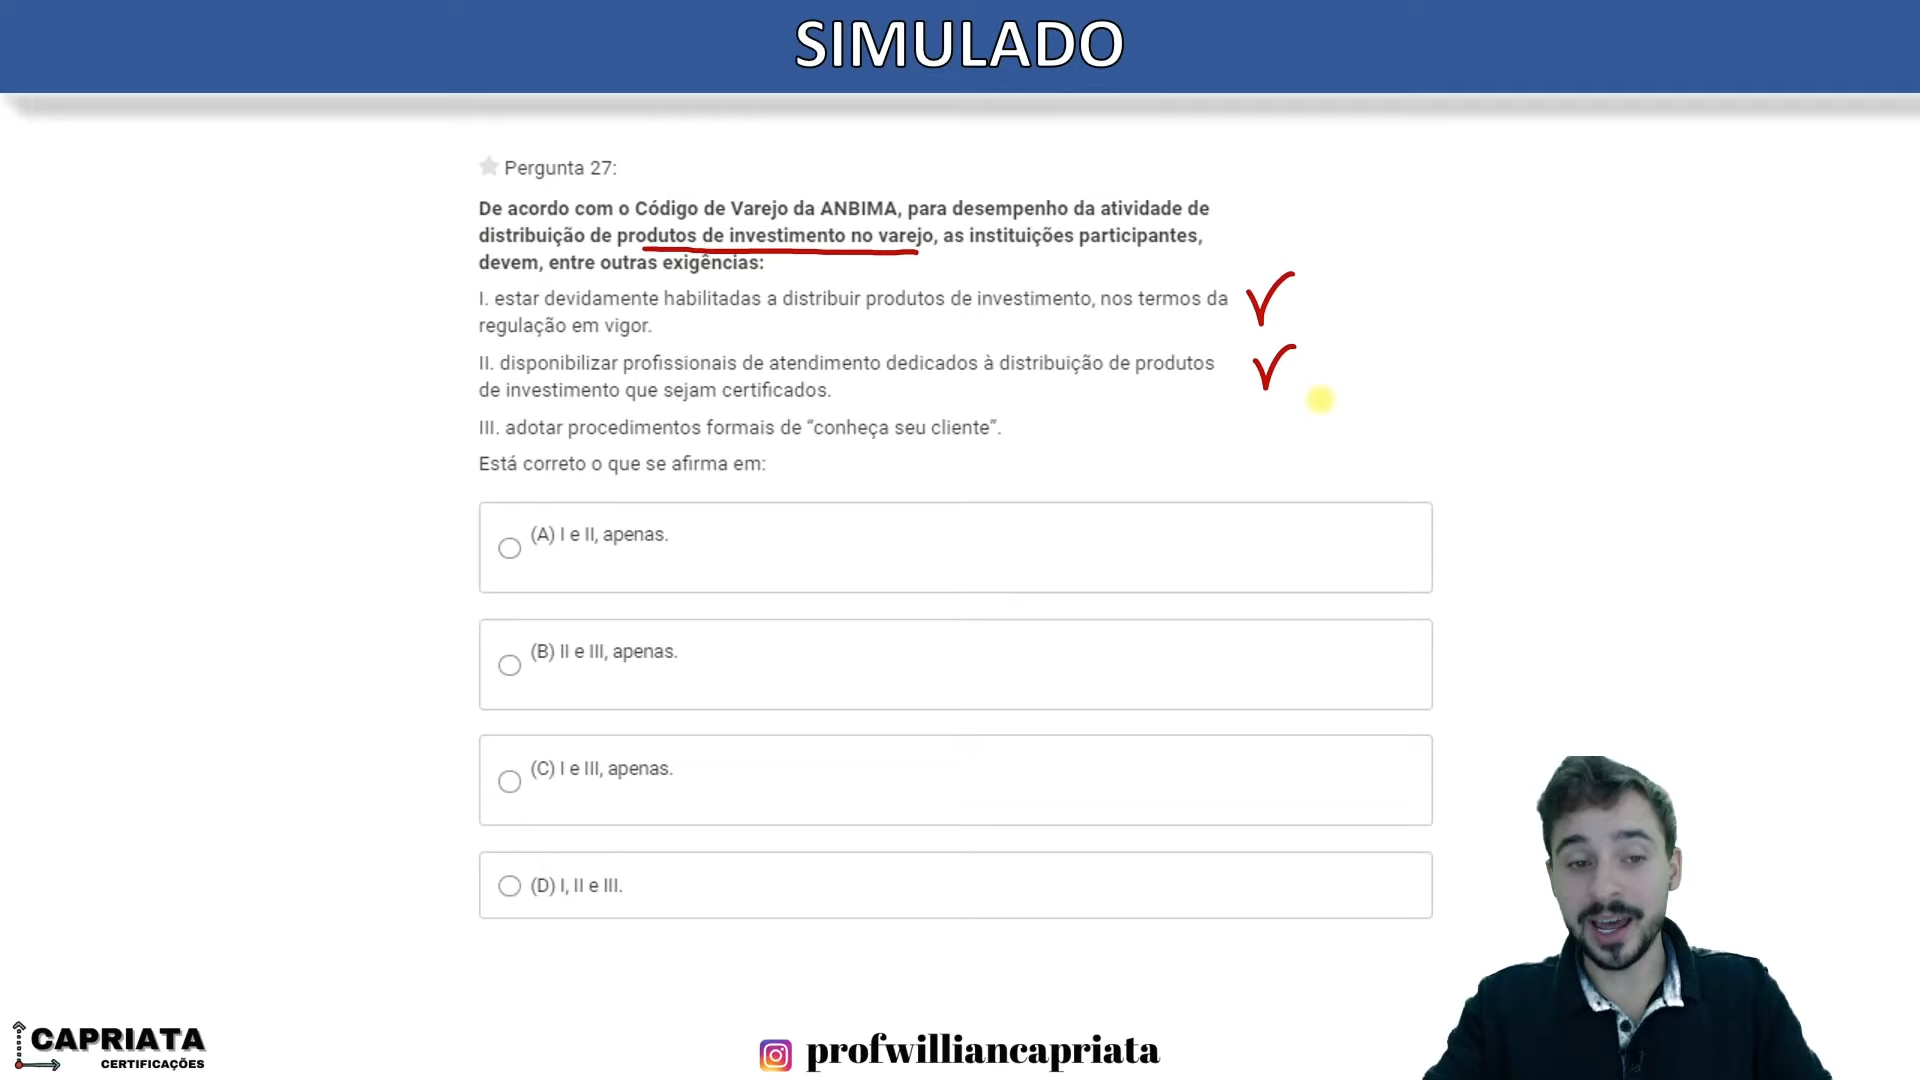 SIMULADO
Pergunta 27:
De acordo com o Código de Varejo da ANBIMA, para desempenho da atividade de
distribuição de produtos de investimento no varejo, as instituições participantes,
devem, entre outras exigências:
I. estar devidamente habilitadas a distribuir produtos de investimento, nos termos da
regulação em vigor.
II. disponibilizar profissionais de atendimento dedicados à distribuição de produtos
de investimento que sejam certificados.
III. adotar procedimentos formais de “conheça seu cliente”.
Está correto o que se afirma em:
(A) I e II, apenas.
(B) II e III, apenas.
(C) I e III, apenas.
(D) I, II e III.
CAPRIATA
CERTIFICAÇÕES
profwilliancapriata